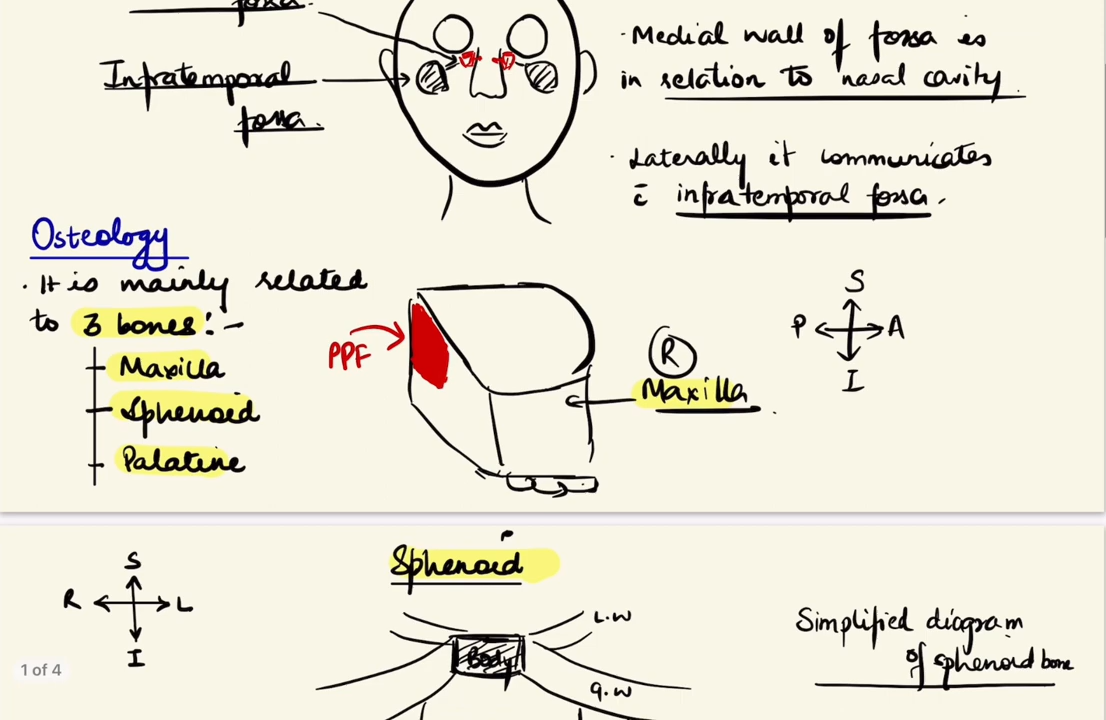 fossa.
Infratemporal
fossa.
· Medial wall of fossa is
in relation to nasal cavity.
· Laterally it communicates
c̄ infratemporal fossa.
Osteology
· It is mainly related
to 3 bones:-
Maxilla
Sphenoid
Palatine
PPF
R
Maxilla
S
P A
I
S
R L
I
Sphenoid
L.W
Body
G.W
Simplified diagram
of sphenoid bone
1 of 4